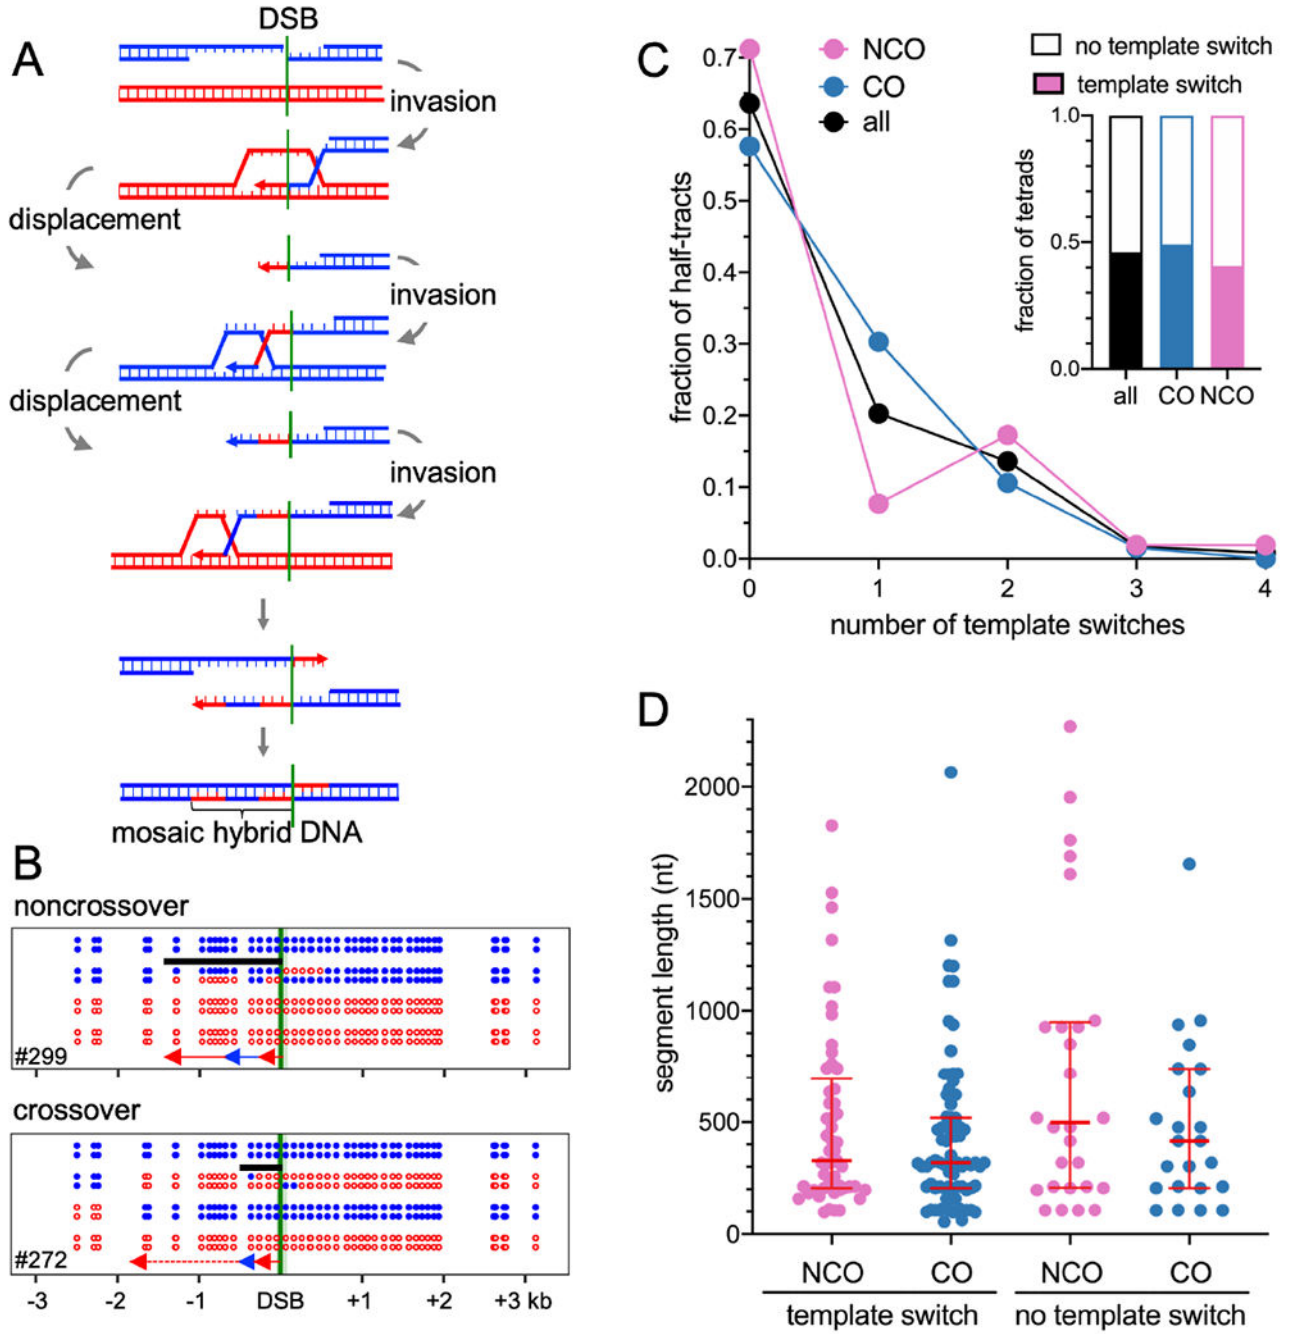 A
DSB
invasion
displacement
invasion
displacement
invasion
mosaic hybrid DNA
B
noncrossover
#299
crossover
#272
-3 -2 -1 DSB +1 +2 +3 kb
C
NCO
CO
all
no template switch
template switch
fraction of half-tracts
0.7
0.6
0.5
0.4
0.3
0.2
0.1
0.0
0 1 2 3 4
number of template switches
fraction of tetrads
1.0
0.5
0.0
all CO NCO
D
segment length (nt)
2000
1500
1000
500
0
NCO CO NCO CO
template switch no template switch